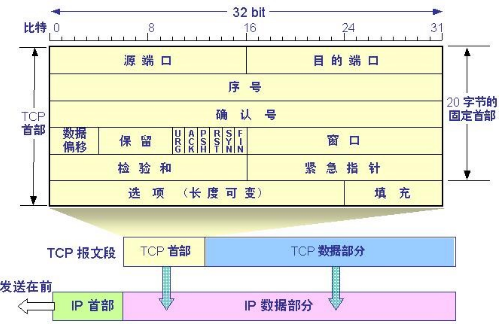 32 bit
比特 0 8 16 24 31
源端口 目的端口
序号
TCP 首部
确认号
20 字节的 固定首部
数据 偏移 保留 URG ACK PSH RST SYN FIN 窗口
检验和 紧急指针
选项 （长度可变） 填充
TCP 报文段 TCP 首部 TCP 数据部分
发送在前
IP 首部 IP 数据部分